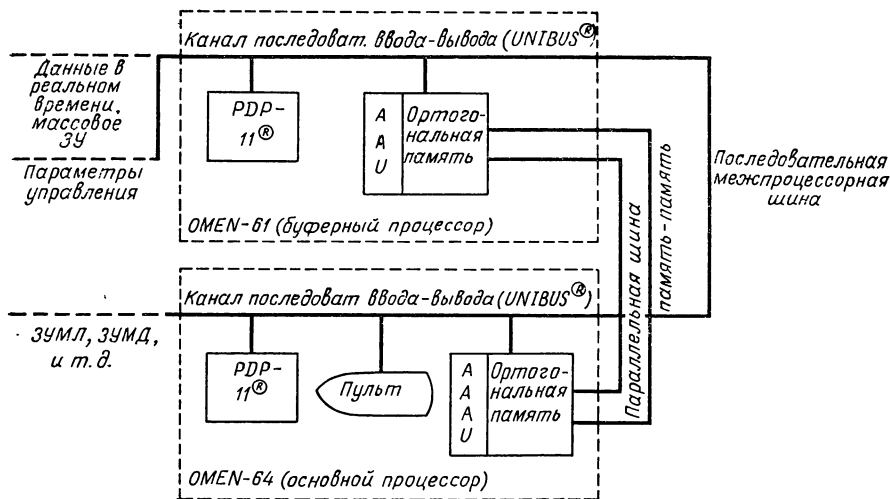 Канал последоват. ввода-вывода (UNIBUS®)
Данные в
реальном
времени,
массовое
ЗУ
Параметры
управления
PDP-
11®
A
A
U
Ортого-
нальная
память
OMEN-61 (буферный процессор)
Последовательная
межпроцессорная
шина
Параллельная шина
память-память
Канал последоват ввода-вывода (UNIBUS®)
ЗУМЛ, ЗУМД,
и т.д.
PDP-
11®
Пульт
A
A
A
U
Ортого-
нальная
память
OMEN-64 (основной процессор)